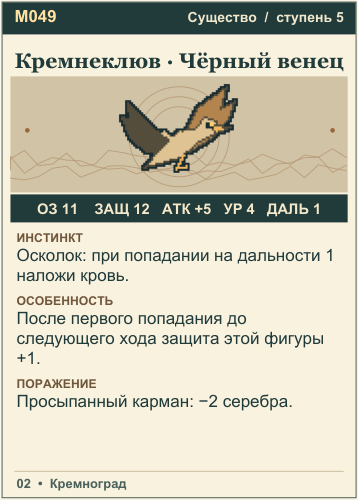 M049
Существо / ступень 5
Кремнеклюв · Чёрный венец
ОЗ 11 ЗАЩ 12 АТК +5 УР 4 ДАЛЬ 1
ИНСТИНКТ
Осколок: при попадании на дальности 1
наложи кровь.
ОСОБЕННОСТЬ
После первого попадания до
следующего хода защита этой фигуры
+1.
ПОРАЖЕНИЕ
Просыпанный карман: −2 серебра.
02 • Кремноград